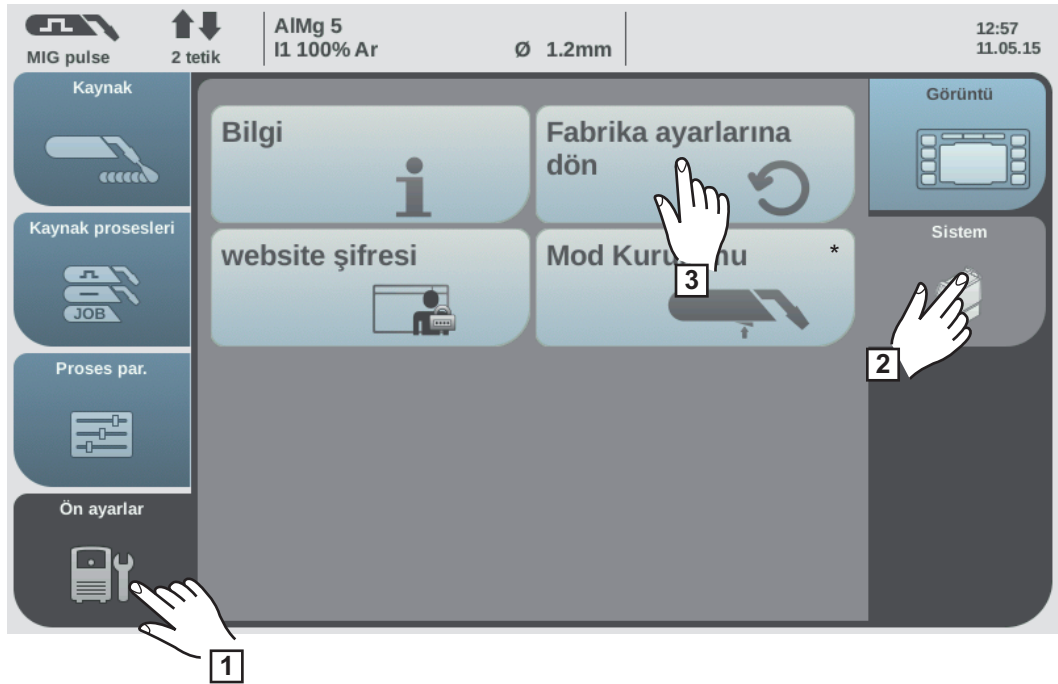 MIG pulse
2 tetik
AlMg 5
I1 100% Ar
Ø 1.2mm
12:57
11.05.15
Kaynak
Kaynak prosesleri
JOB
Proses par.
Ön ayarlar
Bilgi
Fabrika ayarlarına
dön
website şifresi
Mod *
Görüntü
Sistem
3
2
1